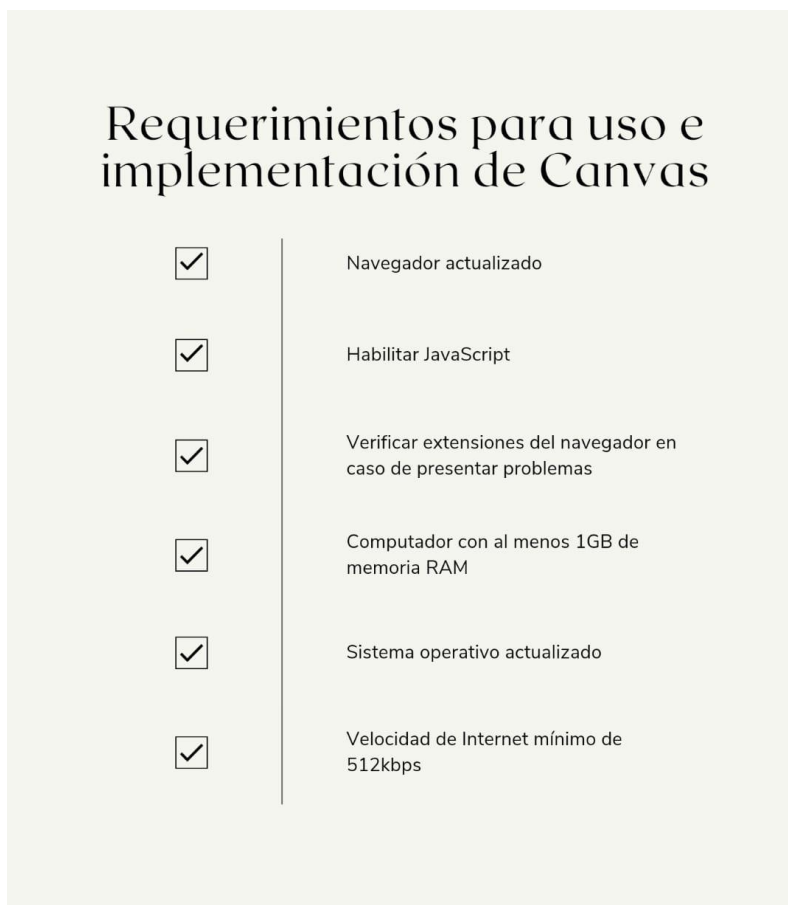 Requerimientos para uso e
implementación de Canvas
Navegador actualizado
Habilitar JavaScript
Verificar extensiones del navegador en
caso de presentar problemas
Computador con al menos 1GB de
memoria RAM
Sistema operativo actualizado
Velocidad de Internet mínimo de
512kbps